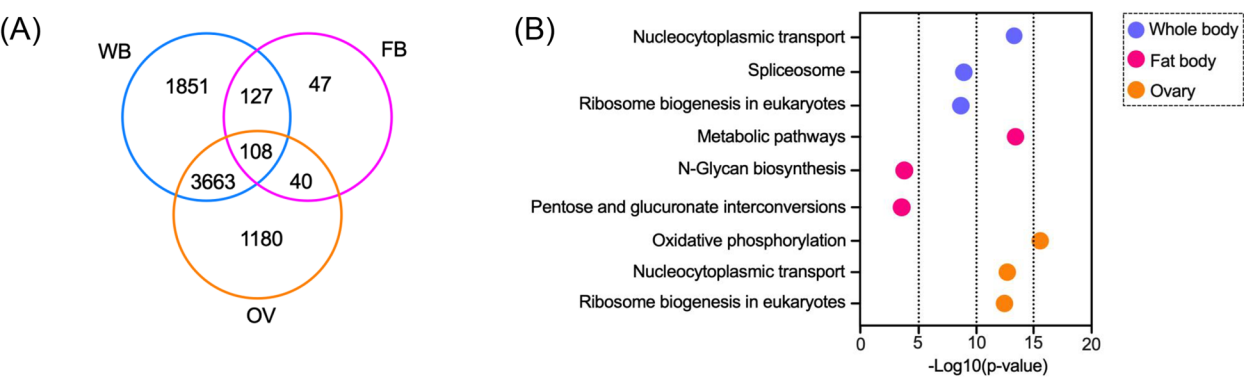 (A)
WB
FB
1851
127
47
108
3663
40
1180
OV
(B)
Nucleocytoplasmic transport
Spliceosome
Ribosome biogenesis in eukaryotes
Metabolic pathways
N-Glycan biosynthesis
Pentose and glucuronate interconversions
Oxidative phosphorylation
Nucleocytoplasmic transport
Ribosome biogenesis in eukaryotes
0 5 10 15 20
-Log10(p-value)
Whole body
Fat body
Ovary